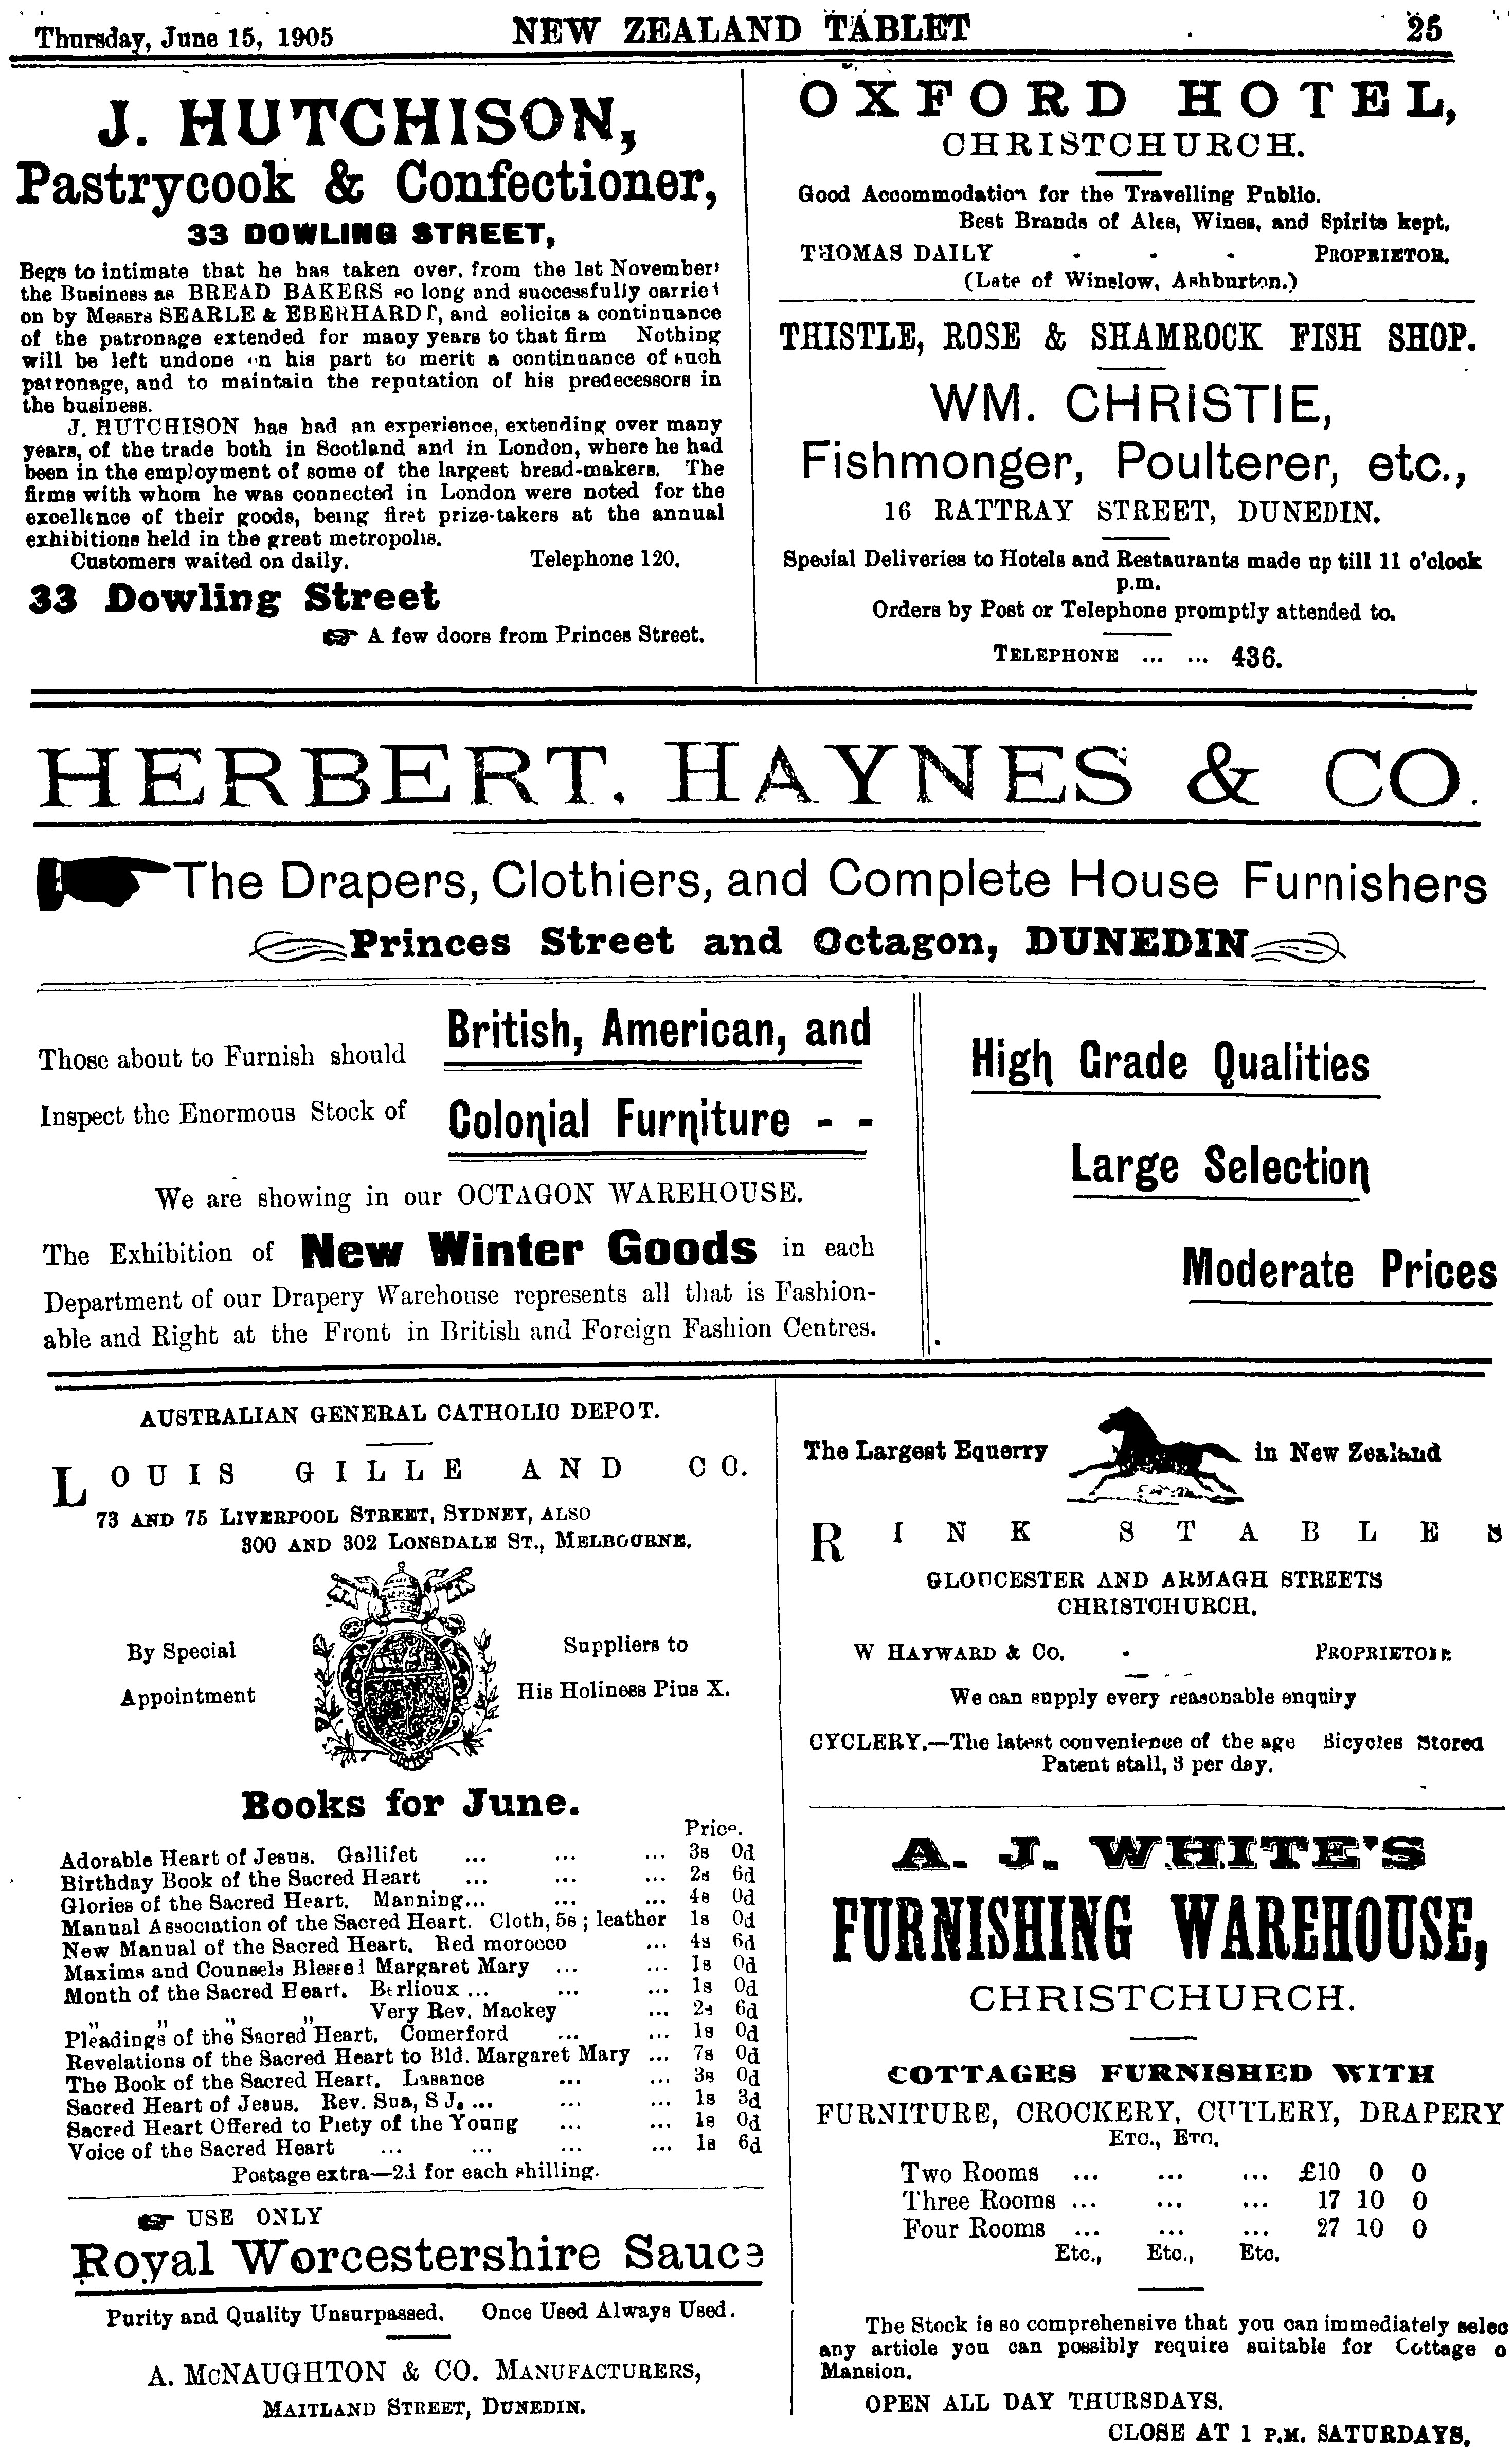 Thursday, June 15, 1905 NEW ZEALAND TABLET 25
J. HUTCHISON,
Pastrycook & Confectioner,
33 DOWLING STREET,
Begs to intimate that he has taken over, from the 1st November,
the Business as BREAD BAKERS so long and successfully carried
on by Messrs SEARLE & EBERHARDT, and solicits a continuance
of the patronage extended for many years to that firm Nothing
will be left undone on his part to merit a continuance of such
patronage, and to maintain the reputation of his predecessors in
the business.
J. HUTCHISON has had an experience, extending over many
years, of the trade both in Scotland and in London, where he had
been in the employment of some of the largest bread-makers. The
firms with whom he was connected in London were noted for the
excellence of their goods, being first prize-takers at the annual
exhibitions held in the great metropolis.
Customers waited on daily. Telephone 120.
33 Dowling Street
☞ A few doors from Princes Street.
OXFORD HOTEL,
CHRISTCHURCH.
Good Accommodation for the Travelling Public.
Best Brands of Ales, Wines, and Spirits kept.
THOMAS DAILY - - - PROPRIETOR.
(Late of Winslow, Ashburton.)
THISTLE, ROSE & SHAMROCK FISH SHOP.
WM. CHRISTIE,
Fishmonger, Poulterer, etc.,
16 RATTRAY STREET, DUNEDIN.
Special Deliveries to Hotels and Restaurants made up till 11 o'clock
p.m.
Orders by Post or Telephone promptly attended to.
TELEPHONE ... ... 436.
HERBERT, HAYNES & CO.
The Drapers, Clothiers, and Complete House Furnishers
Princes Street and Octagon, DUNEDIN
Those about to Furnish should
Inspect the Enormous Stock of
British, American, and
Colonial Furniture - -
We are showing in our OCTAGON WAREHOUSE.
The Exhibition of New Winter Goods in each
Department of our Drapery Warehouse represents all that is Fashion-
able and Right at the Front in British and Foreign Fashion Centres.
High Grade Qualities
Large Selection
Moderate Prices
AUSTRALIAN GENERAL CATHOLIC DEPOT.
LOUIS GILLE AND CO.
73 AND 75 LIVERPOOL STREET, SYDNEY, ALSO
300 AND 302 LONSDALE ST., MELBOURNE.
By Special
Appointment
Suppliers to
His Holiness Pius X.
Books for June.
Price.
Adorable Heart of Jesus. Gallifet ... ... ... 3s 0d
Birthday Book of the Sacred Heart ... ... ... 2s 6d
Glories of the Sacred Heart. Manning... ... ... 4s 0d
Manual Association of the Sacred Heart. Cloth, 5s; leather 1s 0d
New Manual of the Sacred Heart. Red morocco ... 4s 6d
Maxims and Counsels Blessed Margaret Mary ... ... 1s 0d
Month of the Sacred Heart. Berlioux ... ... ... 1s 0d
" " " " Very Rev. Mackey ... 2s 6d
Pleadings of the Sacred Heart. Comerford ... ... 1s 0d
Revelations of the Sacred Heart to Bld. Margaret Mary ... 7s 0d
The Book of the Sacred Heart. Lasance ... ... 3s 0d
Sacred Heart of Jesus. Rev. Sua, S J. ... ... ... 1s 3d
Sacred Heart Offered to Piety of the Young ... ... 1s 0d
Voice of the Sacred Heart ... ... ... ... 1s 6d
Postage extra—2d for each shilling.
☞ USE ONLY
Royal Worcestershire Sauce
Purity and Quality Unsurpassed. Once Used Always Used.
A. McNAUGHTON & CO. MANUFACTURERS,
MAITLAND STREET, DUNEDIN.
The Largest Equerry in New Zealand
RINK STABLES
GLOUCESTER AND ARMAGH STREETS
CHRISTCHURCH.
W HAYWARD & CO. - PROPRIETORS
We can supply every reasonable enquiry
CYCLERY.—The latest convenience of the age Bicycles Stored
Patent stall, 3 per day.
A. J. WHITE'S
FURNISHING WAREHOUSE,
CHRISTCHURCH.
COTTAGES FURNISHED WITH
FURNITURE, CROCKERY, CUTLERY, DRAPERY
ETC., ETC.
Two Rooms ... ... ... £10 0 0
Three Rooms ... ... ... 17 10 0
Four Rooms ... ... ... 27 10 0
Etc., Etc., Etc.
The Stock is so comprehensive that you can immediately selec
any article you can possibly require suitable for Cottage o
Mansion.
OPEN ALL DAY THURSDAYS.
CLOSE AT 1 P.M. SATURDAYS.